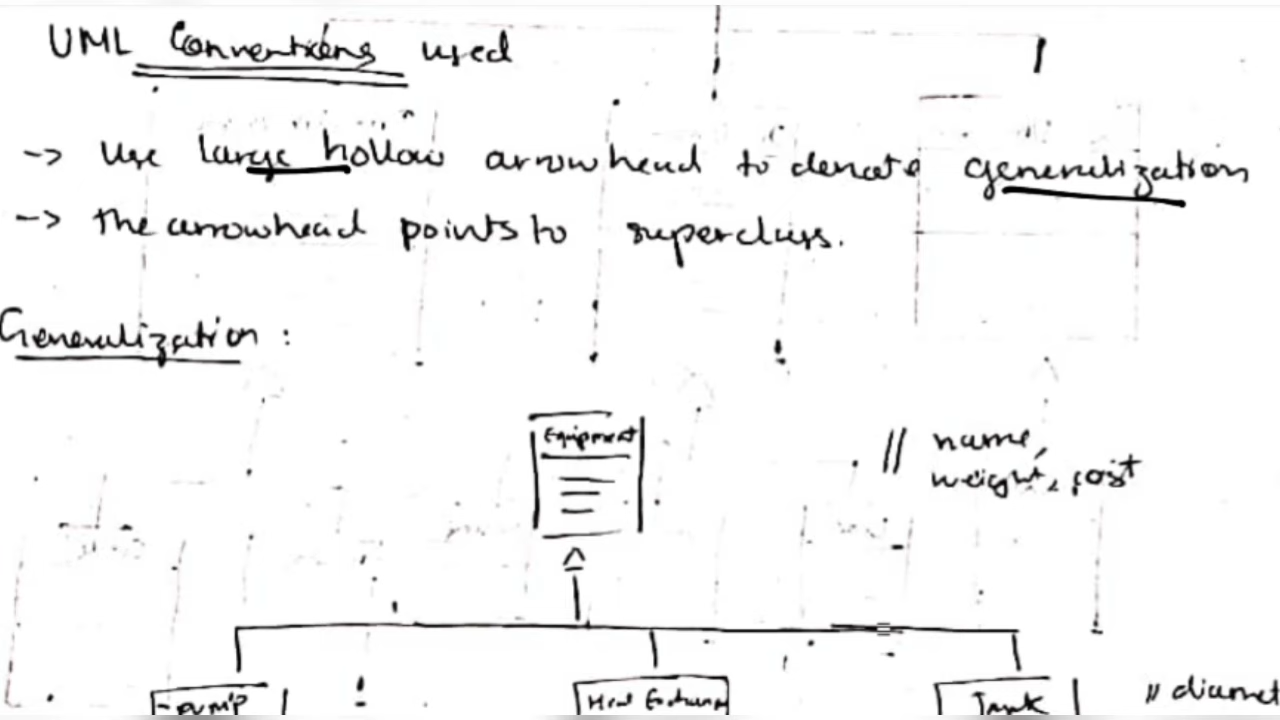 UML Conventions used
-> Use large hollow arrowhead to denote generalization
-> the arrowhead points to superclass.
Generalization :
Equipment
// name,
weight, cost
Pump
Heat Exchang
Tank
// diamet